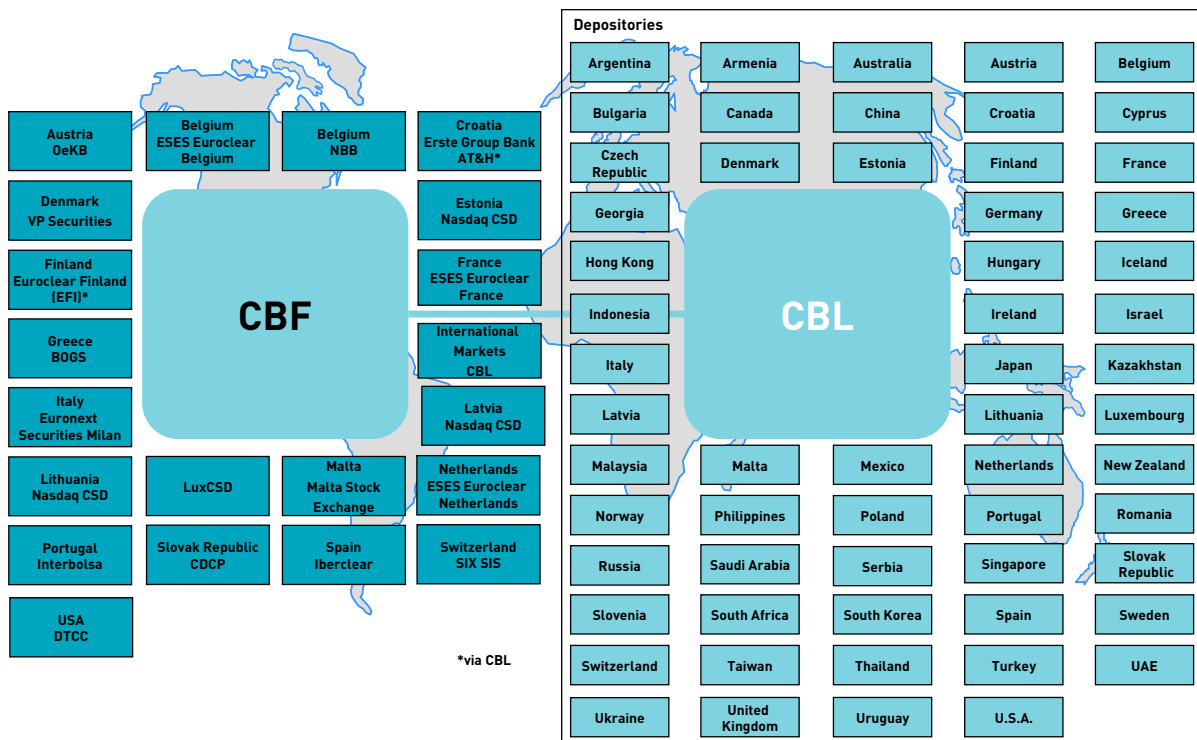 Depositories
Austria
OeKB
Belgium
ESES Euroclear
Belgium
Belgium
NBB
Croatia
Erste Group Bank
AT&H*
Denmark
VP Securities
Estonia
Nasdaq CSD
Finland
Euroclear Finland
(EFI)*
France
ESES Euroclear
France
CBF
Greece
BOGS
International
Markets
CBL
Italy
Euronext
Securities Milan
Latvia
Nasdaq CSD
Lithuania
Nasdaq CSD
LuxCSD
Malta
Malta Stock
Exchange
Netherlands
ESES Euroclear
Netherlands
Portugal
Interbolsa
Slovak Republic
CDCP
Spain
Iberclear
Switzerland
SIX SIS
USA
DTCC
*via CBL
Argentina
Armenia
Australia
Austria
Belgium
Bulgaria
Canada
China
Croatia
Cyprus
Czech
Republic
Denmark
Estonia
Finland
France
Georgia
Germany
Greece
Hong Kong
Hungary
Iceland
CBL
Indonesia
Ireland
Israel
Italy
Japan
Kazakhstan
Latvia
Lithuania
Luxembourg
Malaysia
Malta
Mexico
Netherlands
New Zealand
Norway
Philippines
Poland
Portugal
Romania
Russia
Saudi Arabia
Serbia
Singapore
Slovak
Republic
Slovenia
South Africa
South Korea
Spain
Sweden
Switzerland
Taiwan
Thailand
Turkey
UAE
Ukraine
United
Kingdom
Uruguay
U.S.A.